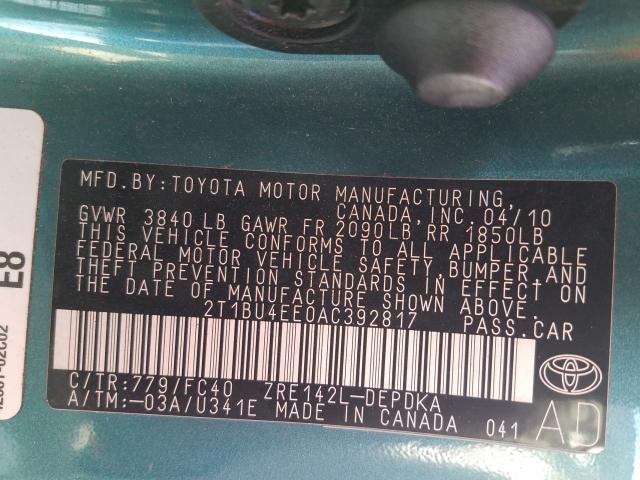 MFD.BY:TOYOTA MOTOR MANUFACTURING,
CANADA,INC.04/10
GVWR 3840LB GAWR FR 2090LB RR 1850LB
THIS VEHICLE CONFORMS TO ALL APPLICABLE
FEDERAL MOTOR VEHICLE SAFETY,BUMPER AND
THEFT PREVENTION STANDARDS IN EFFECT ON
THE DATE OF MANUFACTURE SHOWN ABOVE.
2T1BU4EE0AC392817 PASS.CAR
C/TR:779/FC40 ZRE142L-DEPDKA
A/TM:-03A/U341E MADE IN CANADA 041
AD
E8